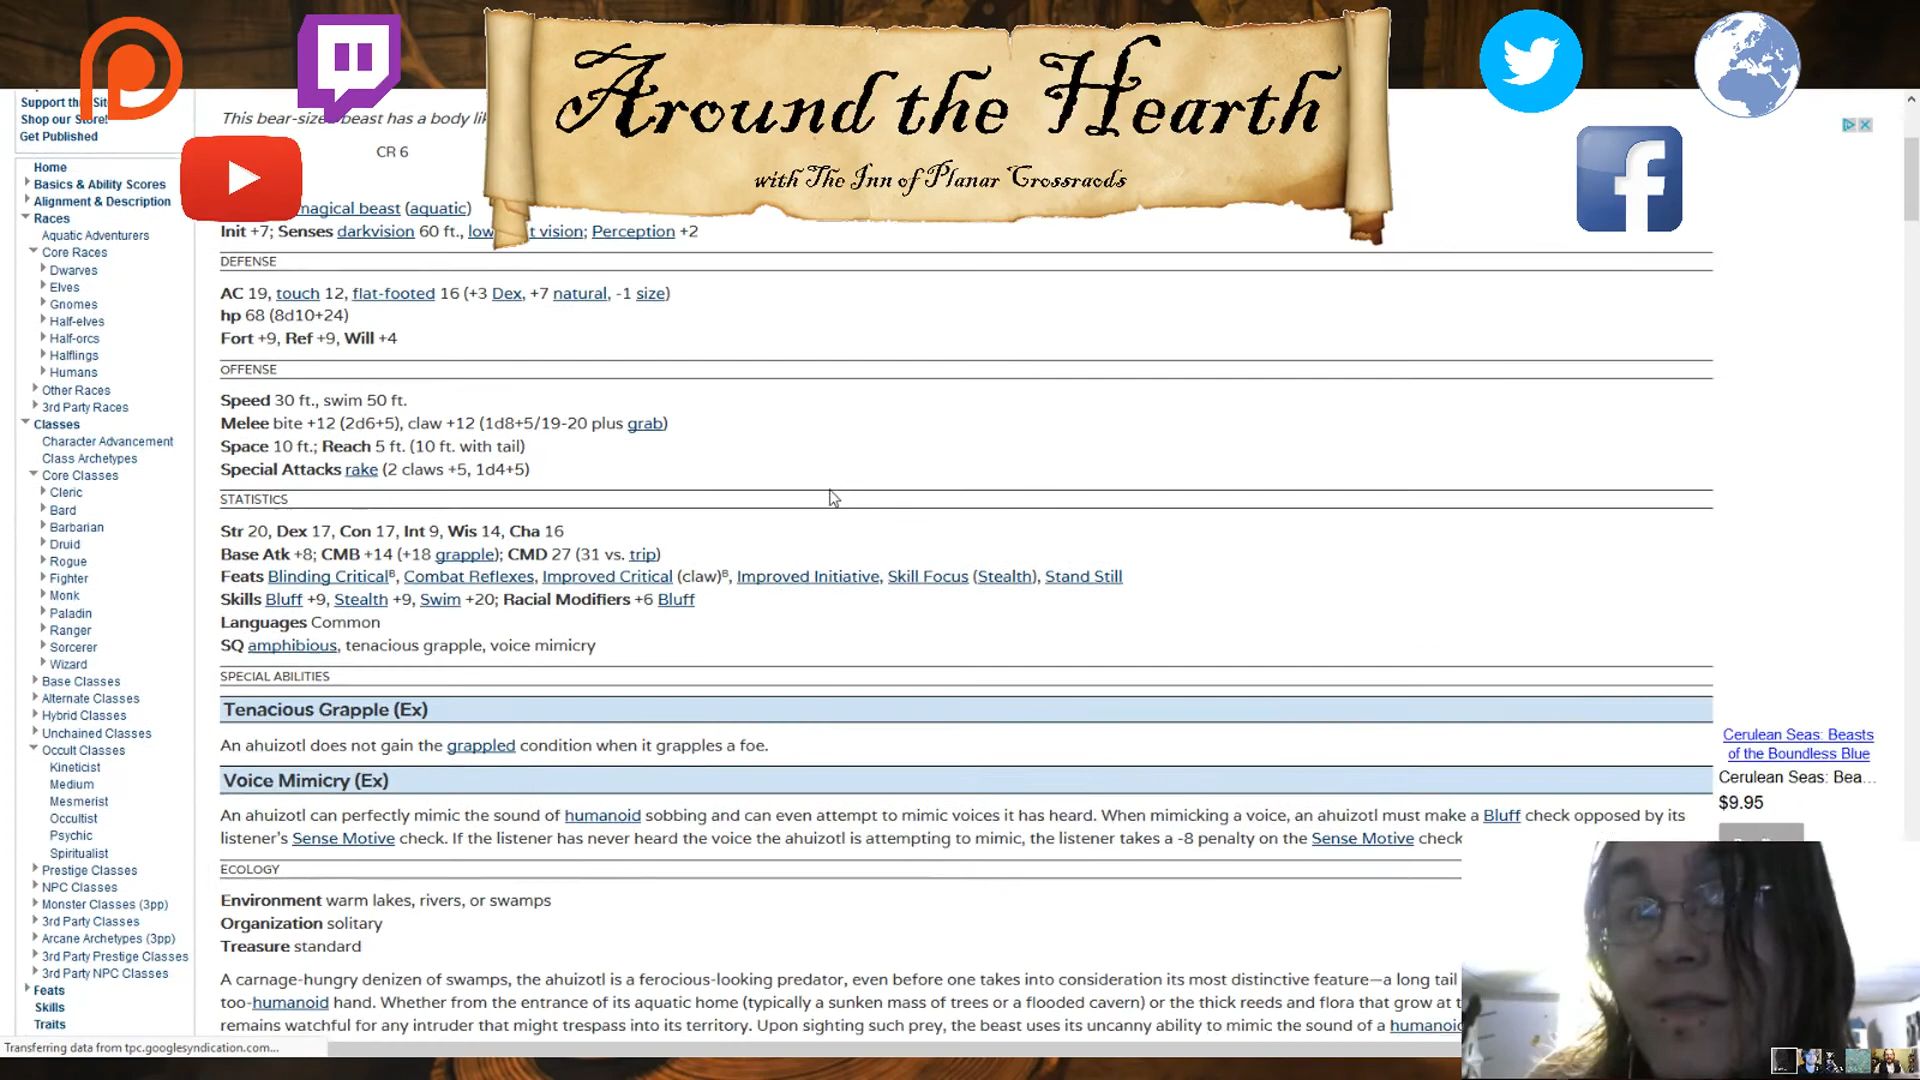 Around the Hearth
with The Inn of Planar Crossraods
Support this Site
Shop our Store!
Get Published
Home
Basics & Ability Scores
Alignment & Description
Races
Aquatic Adventurers
Core Races
Dwarves
Elves
Gnomes
Half-elves
Half-orcs
Halflings
Humans
Other Races
3rd Party Races
Classes
Character Advancement
Class Archetypes
Core Classes
Cleric
Bard
Barbarian
Druid
Rogue
Fighter
Monk
Paladin
Ranger
Sorcerer
Wizard
Base Classes
Alternate Classes
Hybrid Classes
Unchained Classes
Occult Classes
Kineticist
Medium
Mesmerist
Occultist
Psychic
Spiritualist
Prestige Classes
NPC Classes
Monster Classes (3pp)
3rd Party Classes
Arcane Archetypes (3pp)
3rd Party Prestige Classes
3rd Party NPC Classes
Feats
Skills
Traits
Transferring data from tpc.googlesyndication.com...
This bear-sized beast has a body
CR 6
magical beast (aquatic)
Init +7; Senses darkvision 60 ft., vision; Perception +2
DEFENSE
AC 19, touch 12, flat-footed 16 (+3 Dex, +7 natural, -1 size)
hp 68 (8d10+24)
Fort +9, Ref +9, Will +4
OFFENSE
Speed 30 ft., swim 50 ft.
Melee bite +12 (2d6+5), claw +12 (1d8+5/19-20 plus grab)
Space 10 ft.; Reach 5 ft. (10 ft. with tail)
Special Attacks rake (2 claws +5, 1d4+5)
STATISTICS
Str 20, Dex 17, Con 17, Int 9, Wis 14, Cha 16
Base Atk +8; CMB +14 (+18 grapple); CMD 27 (31 vs. trip)
Feats Blinding Criticalᴮ, Combat Reflexes, Improved Critical (claw)ᴮ, Improved Initiative, Skill Focus (Stealth), Stand Still
Skills Bluff +9, Stealth +9, Swim +20; Racial Modifiers +6 Bluff
Languages Common
SQ amphibious, tenacious grapple, voice mimicry
SPECIAL ABILITIES
Tenacious Grapple (Ex)
An ahuizotl does not gain the grappled condition when it grapples a foe.
Voice Mimicry (Ex)
An ahuizotl can perfectly mimic the sound of humanoid sobbing and can even attempt to mimic voices it has heard. When mimicking a voice, an ahuizotl must make a Bluff check opposed by its
listener's Sense Motive check. If the listener has never heard the voice the ahuizotl is attempting to mimic, the listener takes a -8 penalty on the Sense Motive check
ECOLOGY
Environment warm lakes, rivers, or swamps
Organization solitary
Treasure standard
A carnage-hungry denizen of swamps, the ahuizotl is a ferocious-looking predator, even before one takes into consideration its most distinctive feature—a long tail
too-humanoid hand. Whether from the entrance of its aquatic home (typically a sunken mass of trees or a flooded cavern) or the thick reeds and flora that grow at
remains watchful for any intruder that might trespass into its territory. Upon sighting such prey, the beast uses its uncanny ability to mimic the sound of a humanoid
Cerulean Seas: Beasts
of the Boundless Blue
Cerulean Seas: Bea...
$9.95